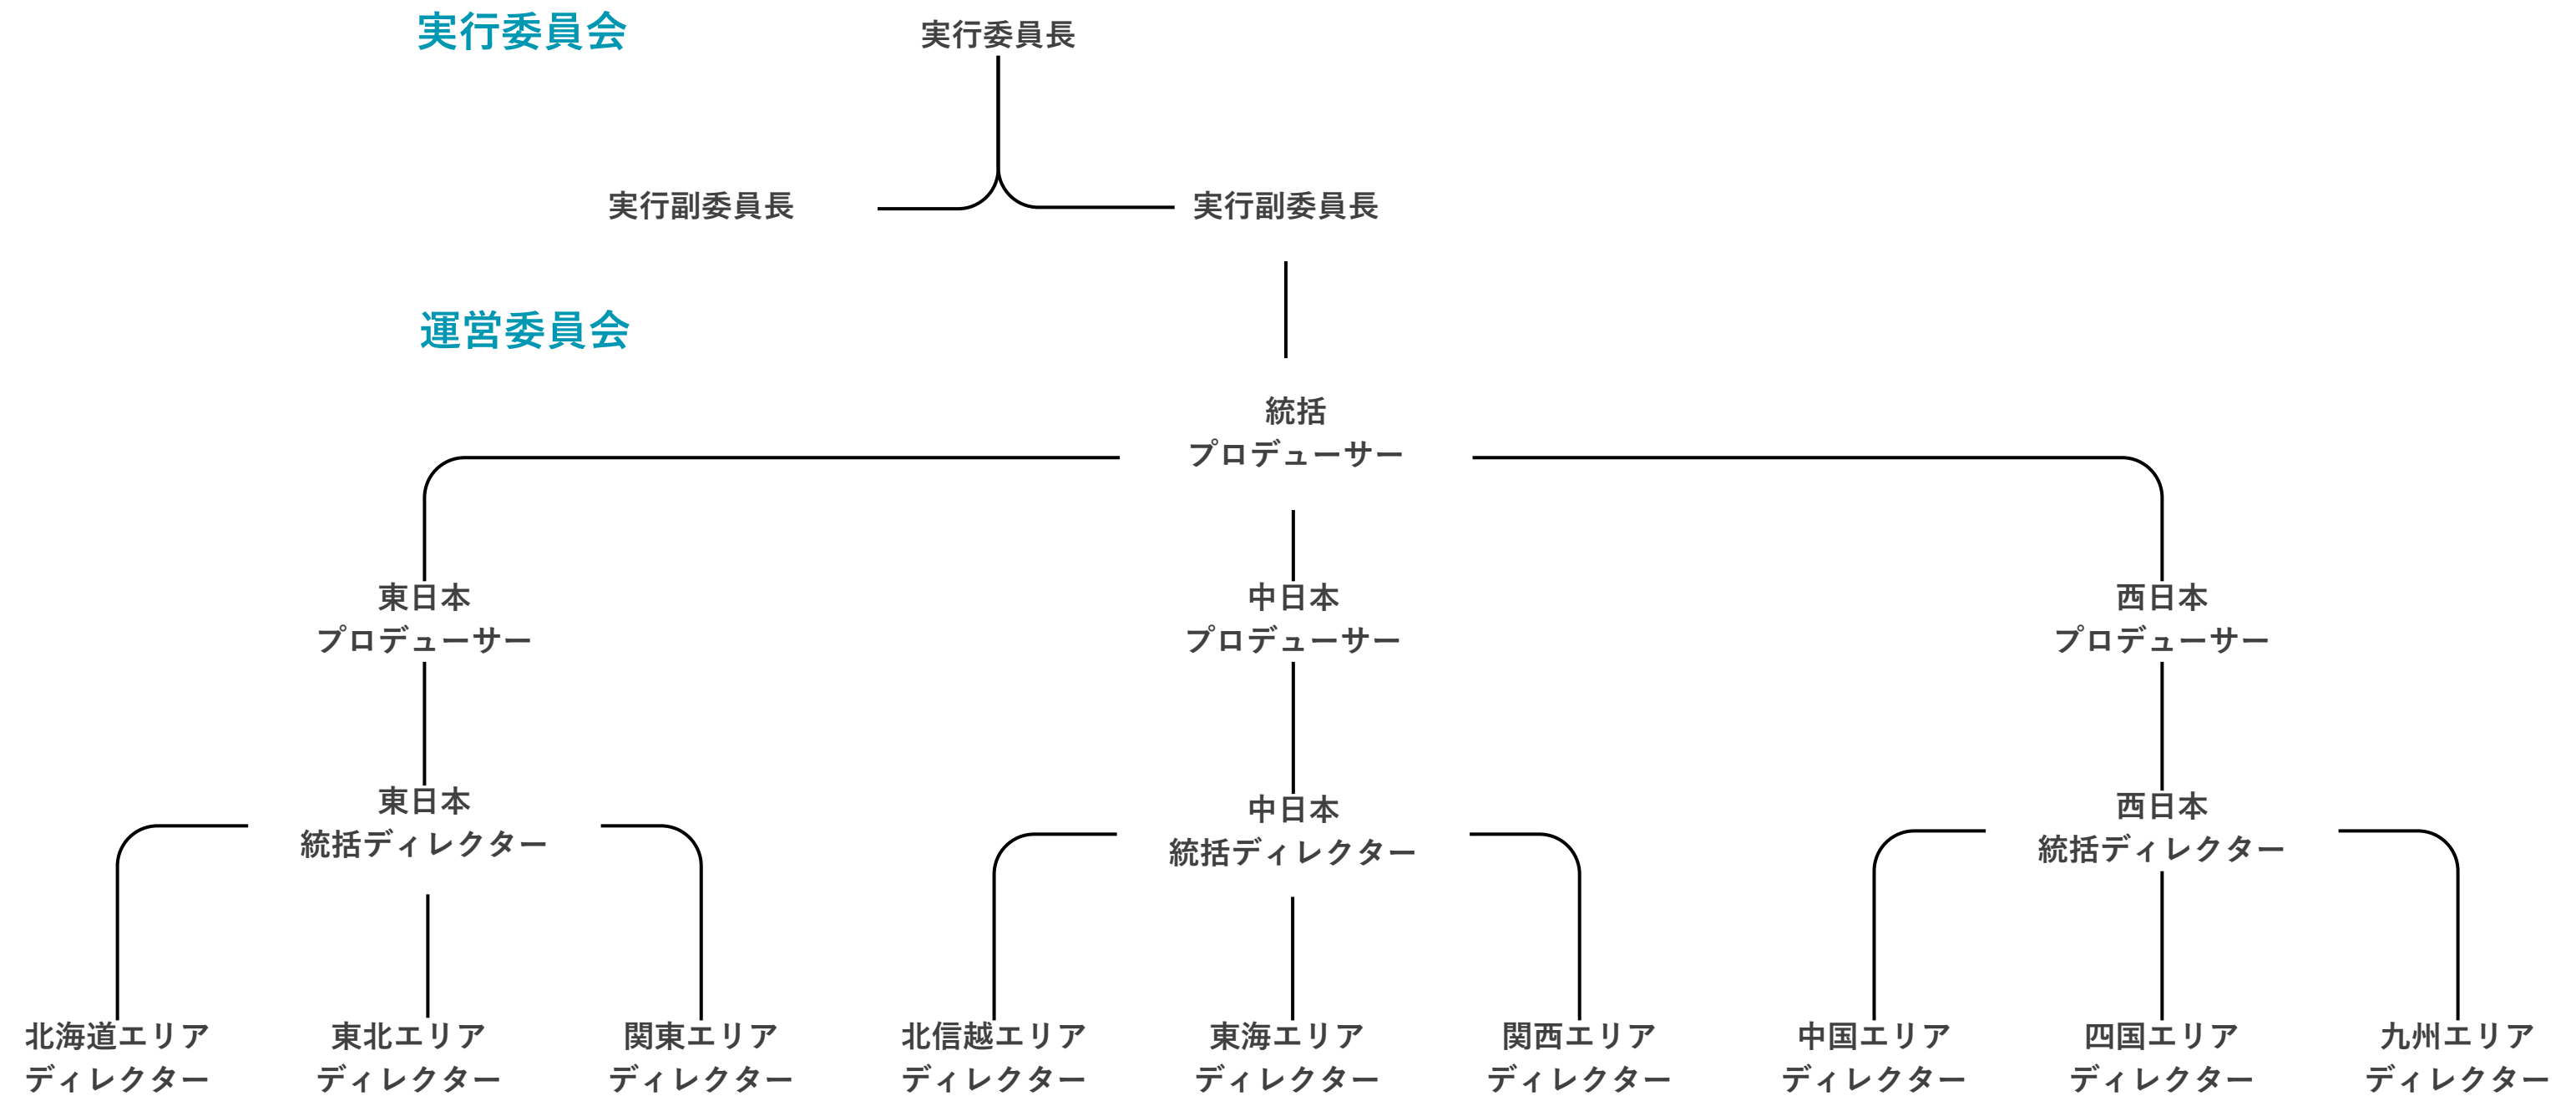 実行委員会
実行委員長
実行副委員長
実行副委員長
運営委員会
統括
プロデューサー
東日本
プロデューサー
中日本
プロデューサー
西日本
プロデューサー
東日本
統括ディレクター
中日本
統括ディレクター
西日本
統括ディレクター
北海道エリア
ディレクター
東北エリア
ディレクター
関東エリア
ディレクター
北信越エリア
ディレクター
東海エリア
ディレクター
関西エリア
ディレクター
中国エリア
ディレクター
四国エリア
ディレクター
九州エリア
ディレクター